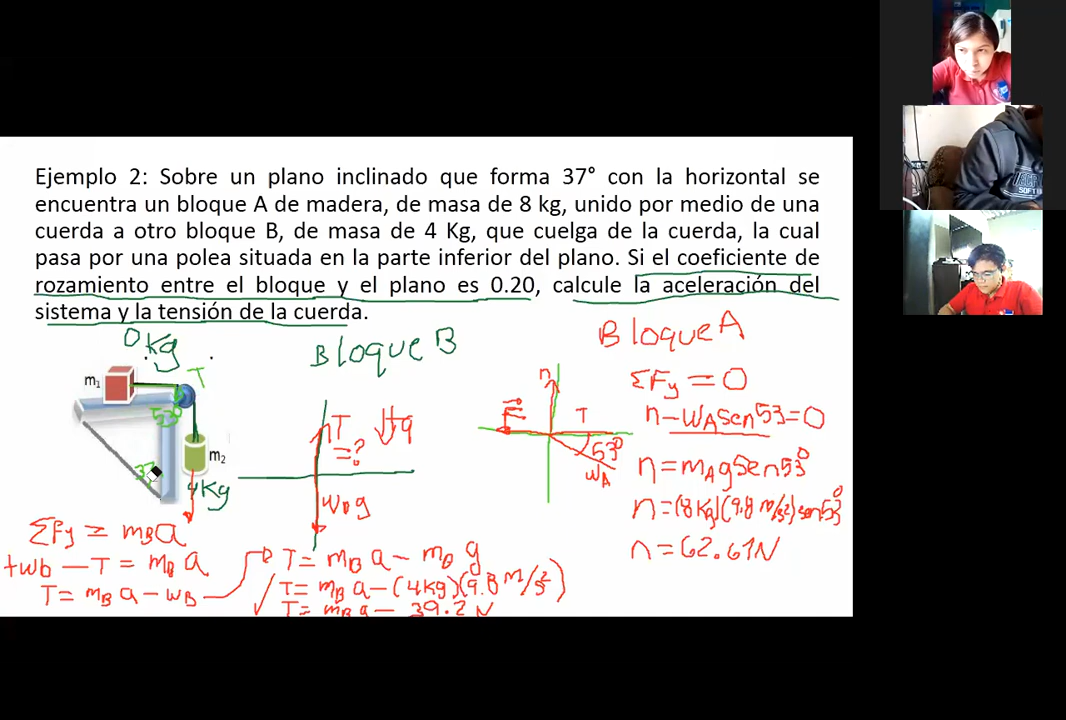 Ejemplo 2: Sobre un plano inclinado que forma 37° con la horizontal se
encuentra un bloque A de madera, de masa de 8 kg, unido por medio de una
cuerda a otro bloque B, de masa de 4 Kg, que cuelga de la cuerda, la cual
pasa por una polea situada en la parte inferior del plano. Si el coeficiente de
rozamiento entre el bloque y el plano es 0.20, calcule la aceleración del
sistema y la tensión de la cuerda.
m₁
T
53°
37
m₂
4Kg
ΣFy = mB a
+wb - T = mB a
T = mB a - wB
Bloque B
T
=?
T = mB a - mB g
T = mB a - (4Kg)(9.8 m/s²)
T = mB a - 39.2 N
Bloque A
n
T
53°
wA
ΣFy = 0
n - wA sen 53 = 0
n = mA g sen 53°
n = (8 Kg)(9.8 m/s²) sen 53°
n = 62.61 N